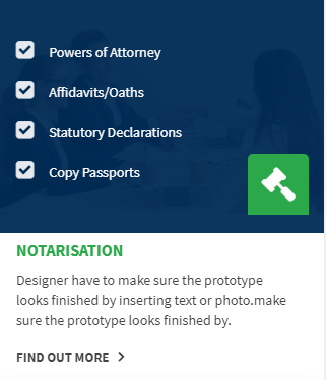 Powers of Attorney
Affidavits/Oaths
Statutory Declarations
Copy Passports
NOTARISATION
Designer have to make sure the prototype
looks finished by inserting text or photo.make
sure the prototype looks finished by.
FIND OUT MORE